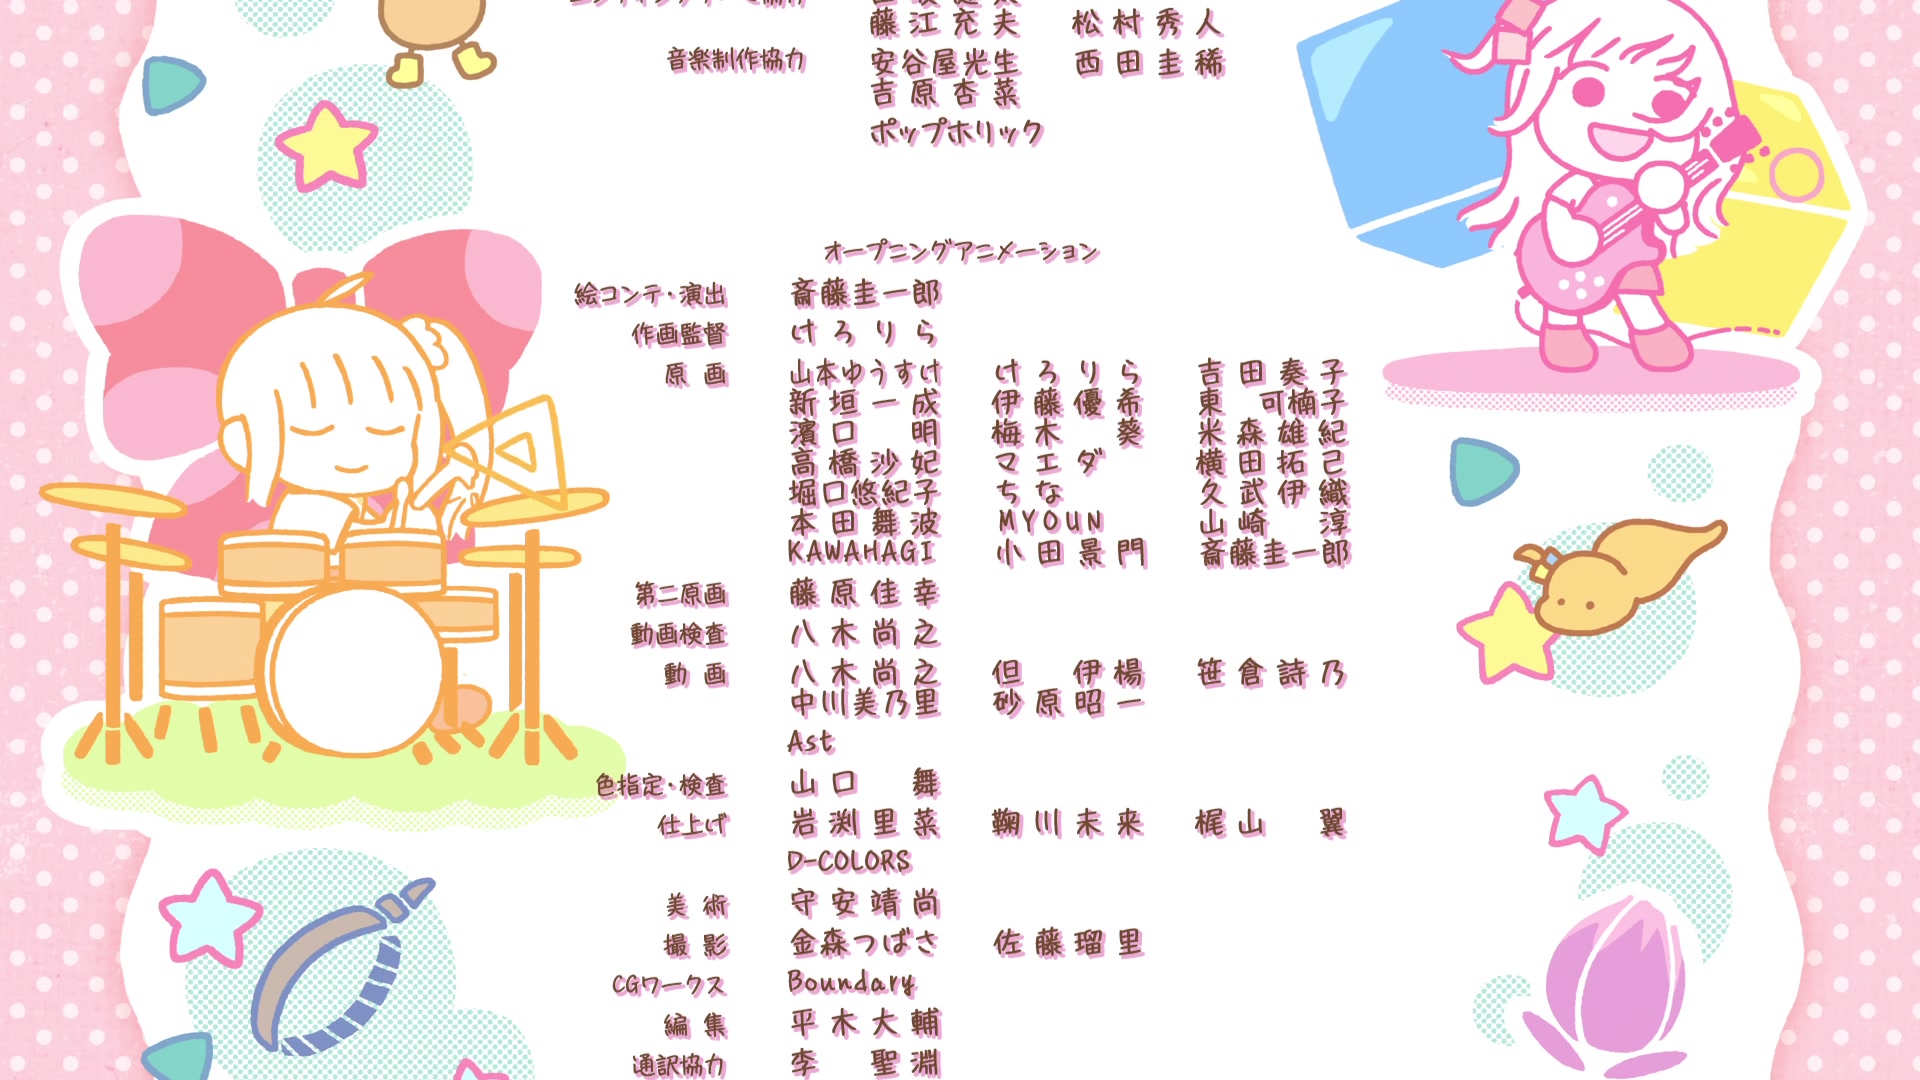 藤江充夫 松村秀人
音楽制作協力 安谷屋光生 西田圭稀
吉原杏菜
ポップホリック
オープニングアニメーション
絵コンテ・演出 斎藤圭一郎
作画監督 けろりら
原画 山本ゆうすけ けろりら 吉田奏子
新垣一成 伊藤優希 東 可楠子
濱口 明 梅木 葵 米森雄紀
高橋沙妃 マエダ 横田拓己
堀口悠紀子 ちな 久武伊織
本田舞波 MYOUN 山崎 淳
KAWAHAGI 小田景門 斎藤圭一郎
第二原画 藤原佳幸
動画検査 八木尚之
動画 八木尚之 但 伊楊 笹倉詩乃
中川美乃里 砂原昭一
Ast
色指定・検査 山口 舞
仕上げ 岩渕里菜 鞠川未来 梶山 翼
D-COLORS
美術 守安靖尚
撮影 金森つばさ 佐藤瑠里
CGワークス Boundary
編集 平木大輔
通訳協力 李 聖淵